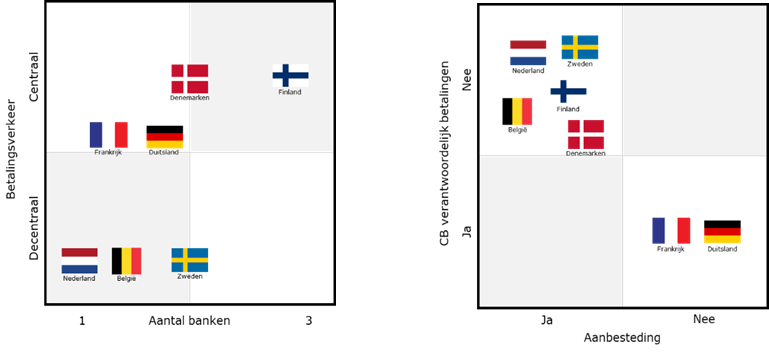 Betalingsverkeer
Centraal
Decentraal
Denemarken
Finland
Frankrijk
Duitsland
Nederland
België
Zweden
1
Aantal banken
3
CB verantwoordelijk betalingen
Nee
Ja
Nederland
Zweden
Finland
België
Denemarken
Frankrijk
Duitsland
Ja
Nee
Aanbesteding